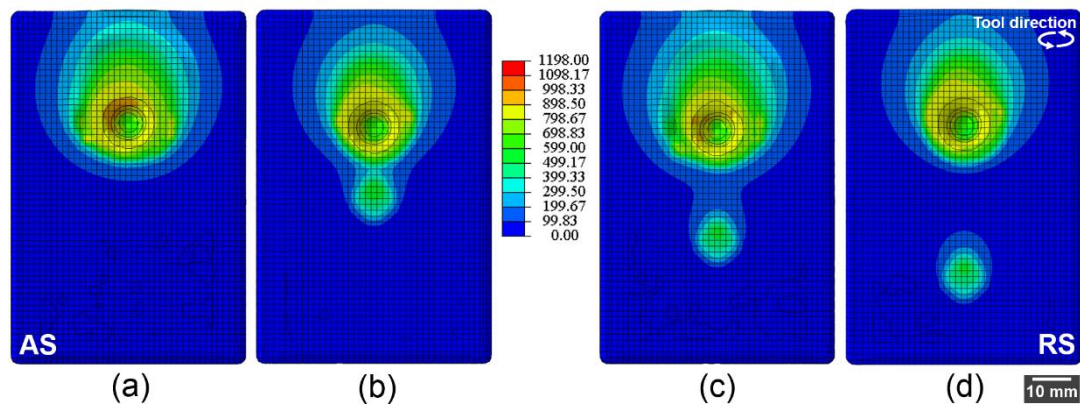 Tool direction
1198.00
1098.17
998.33
898.50
798.67
698.83
599.00
499.17
399.33
299.50
199.67
99.83
0.00
AS
RS
(a)
(b)
(c)
(d)
10 mm